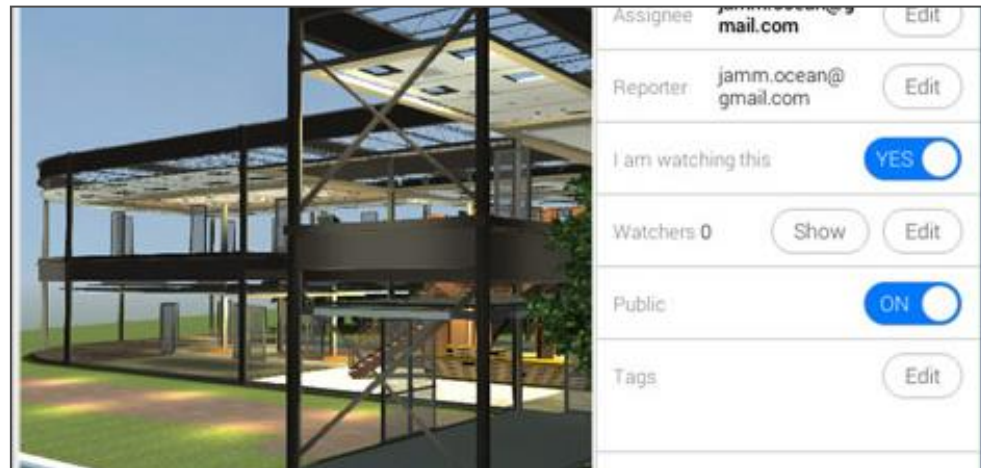 Assignee
mail.com
Edit
Reporter
jamm.ocean@
gmail.com
Edit
I am watching this
YES
Watchers 0
Show
Edit
Public
ON
Tags
Edit